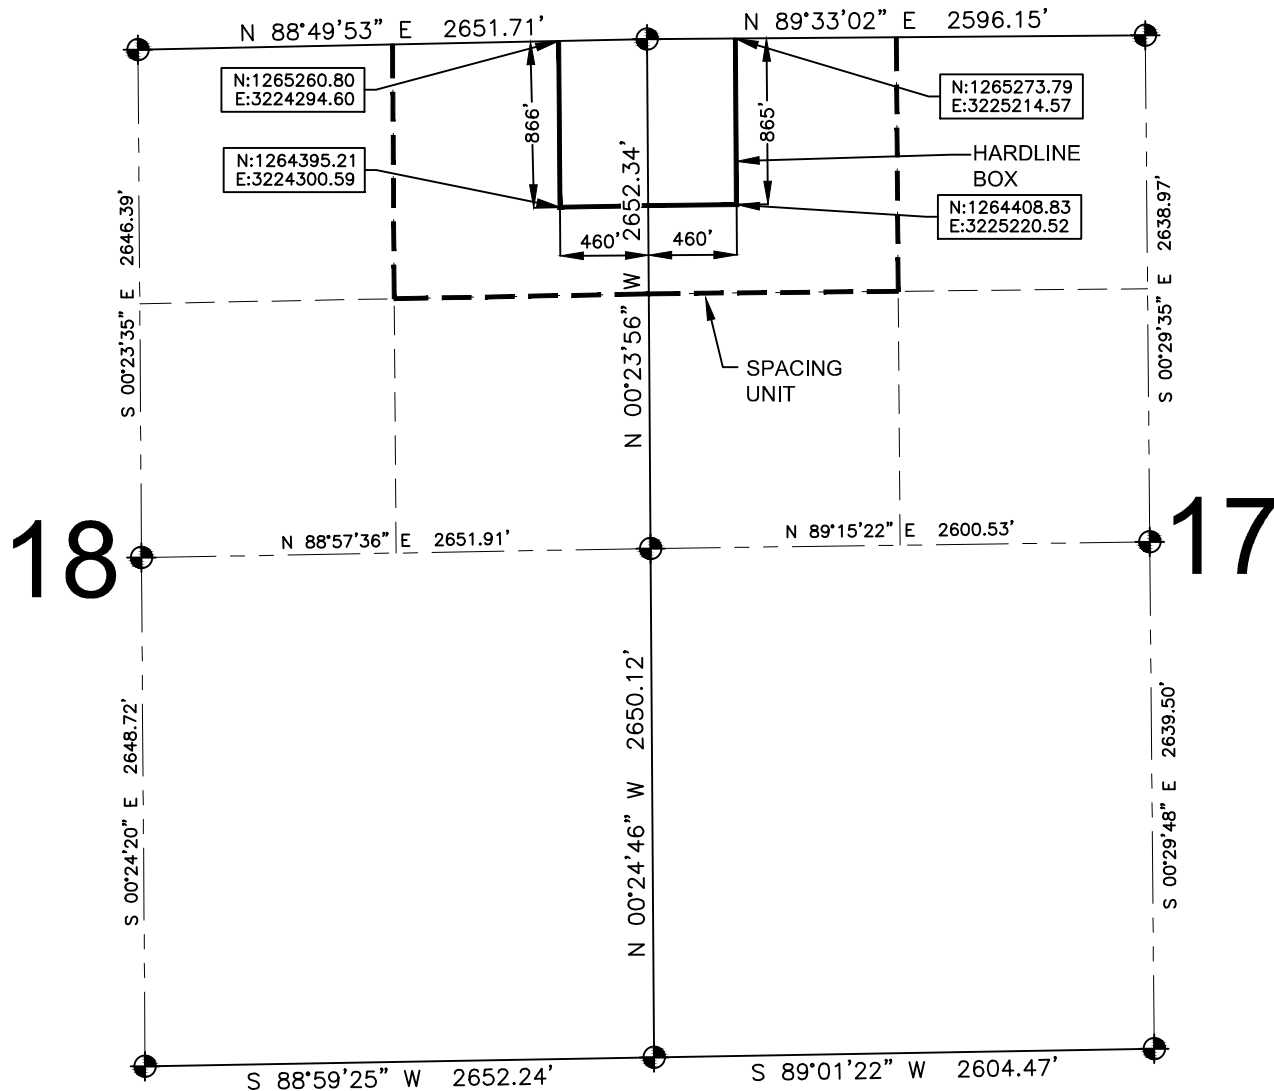 N 88°49'53" E 2651.71'
N 89°33'02" E 2596.15'
N:1265260.80
E:3224294.60
N:1265273.79
E:3225214.57
866'
865'
N:1264395.21
E:3224300.59
HARDLINE
BOX
N:1264408.83
E:3225220.52
460'
460'
S 00°23'35" E 2646.39'
N 00°23'56" W 2652.34'
S 00°29'35" E 2638.97'
SPACING
UNIT
18
17
N 88°57'36" E 2651.91'
N 89°15'22" E 2600.53'
S 00°24'20" E 2648.72'
N 00°24'46" W 2650.12'
S 00°29'48" E 2639.50'
S 88°59'25" W 2652.24'
S 89°01'22" W 2604.47'